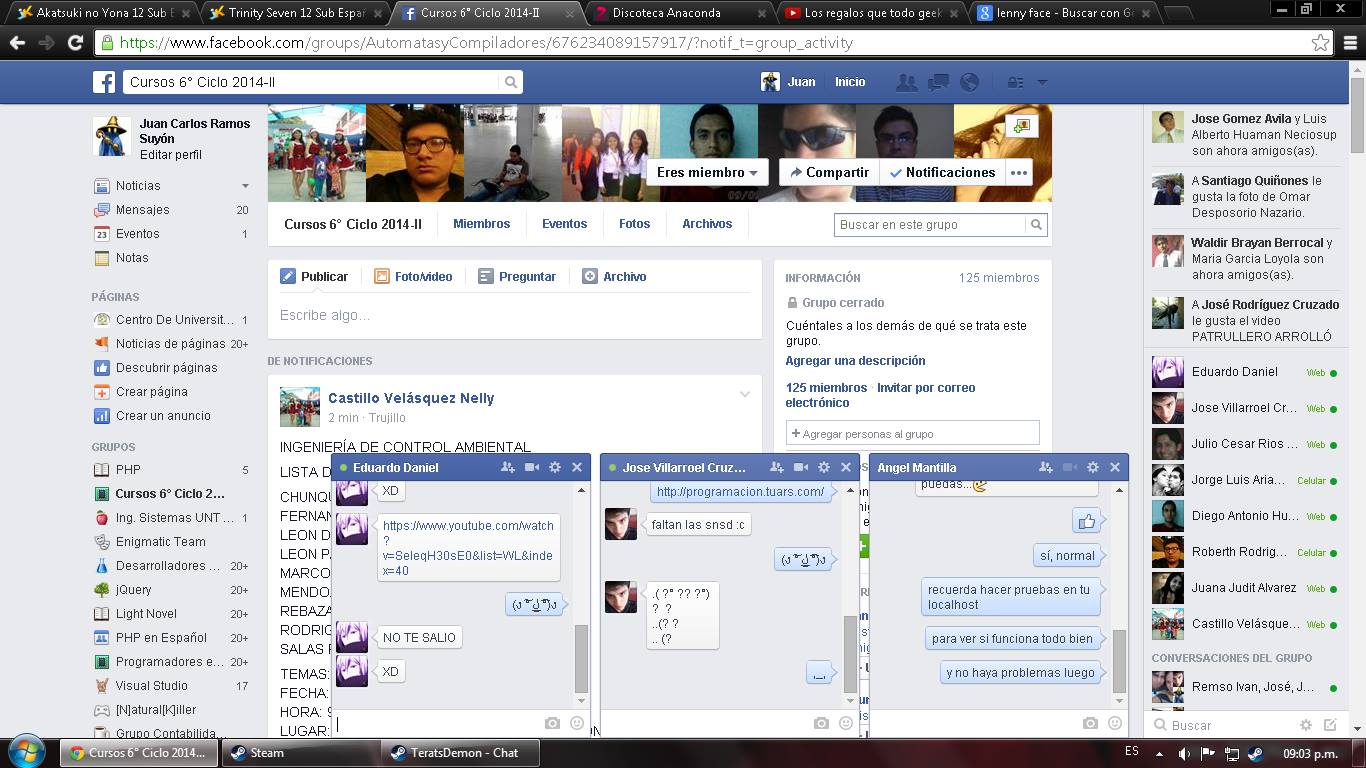 Akatsuki no Yona 12 Sub E
Trinity Seven 12 Sub Espa
Cursos 6° Ciclo 2014-II
Discoteca Anaconda
Los regalos que todo geek
lenny face - Buscar con G
https://www.facebook.com/groups/AutomatasyCompiladores/676234089157917/?notif_t=group_activity
Cursos 6° Ciclo 2014-II
Juan
Inicio
Juan Carlos Ramos
Suyón
Editar perfil
Noticias
Mensajes 20
Eventos 1
Notas
PÁGINAS
Centro De Universit... 1
Noticias de páginas 20+
Descubrir páginas
Crear página
Crear un anuncio
GRUPOS
PHP 5
Cursos 6° Ciclo 2...
Ing. Sistemas UNT 20+
Enigmatic Team
Desarrolladores ... 20+
jQuery 20+
Light Novel 20+
PHP en Español 20+
Programadores e... 20+
Visual Studio 17
[N]atural[K]iller
Grupo Contabilida...
Eres miembro
Compartir
Notificaciones
Cursos 6° Ciclo 2014-II
Miembros
Eventos
Fotos
Archivos
Buscar en este grupo
Publicar
Foto/video
Preguntar
Archivo
Escribe algo...
DE NOTIFICACIONES
Castillo Velásquez Nelly
2 min · Trujillo
INGENIERÍA DE CONTROL AMBIENTAL
LISTA D
CHUNQU
FERNAN
LEON D
LEON PA
MARCO
MENDO
REBAZA
RODRIG
SALAS R
TEMAS:
FECHA:
HORA: S
LUGAR:
INFORMACIÓN
125 miembros
Grupo cerrado
Cuéntales a los demás de qué se trata este
grupo.
Agregar una descripción
125 miembros · Invitar por correo
electrónico
+ Agregar personas al grupo
Eduardo Daniel
XD
https://www.youtube.com/watch
?
v=SeleqH30sE0&list=WL&inde
x=40
(ง ͠° ͟ل͜ ͡°)ง
NO TE SALIO
XD
Jose Villarroel Cruz...
http://programacion.tuars.com/
faltan las snsd :c
(ง ͠° ͟ل͜ ͡°)ง
.( ?° ?? ?°)
? ?
..(? ?
.. (?
._.
Angel Mantilla
puedas...
sí, normal
recuerda hacer pruebas en tu
localhost
para ver si funciona todo bien
y no haya problemas luego
Jose Gomez Avila y Luis
Alberto Huaman Neciosup
son ahora amigos(as).
A Santiago Quiñones le
gusta la foto de Omar
Desposorio Nazario.
Waldir Brayan Berrocal y
Maria Garcia Loyola son
ahora amigos(as).
A José Rodríguez Cruzado
le gusta el video
PATRULLERO ARROLLÓ
Eduardo Daniel Web
Jose Villarroel Cr... Web
Julio Cesar Rios ... Web
Jorge Luis Aria... Celular
Diego Antonio Hu... Web
Roberth Rodrig... Celular
Juana Judit Alvarez Web
Castillo Velásque... Web
CONVERSACIONES DEL GRUPO
Remso Ivan, José, J...
Buscar
Cursos 6° Ciclo 2014...
Steam
TeratsDemon - Chat
ES
09:03 p.m.